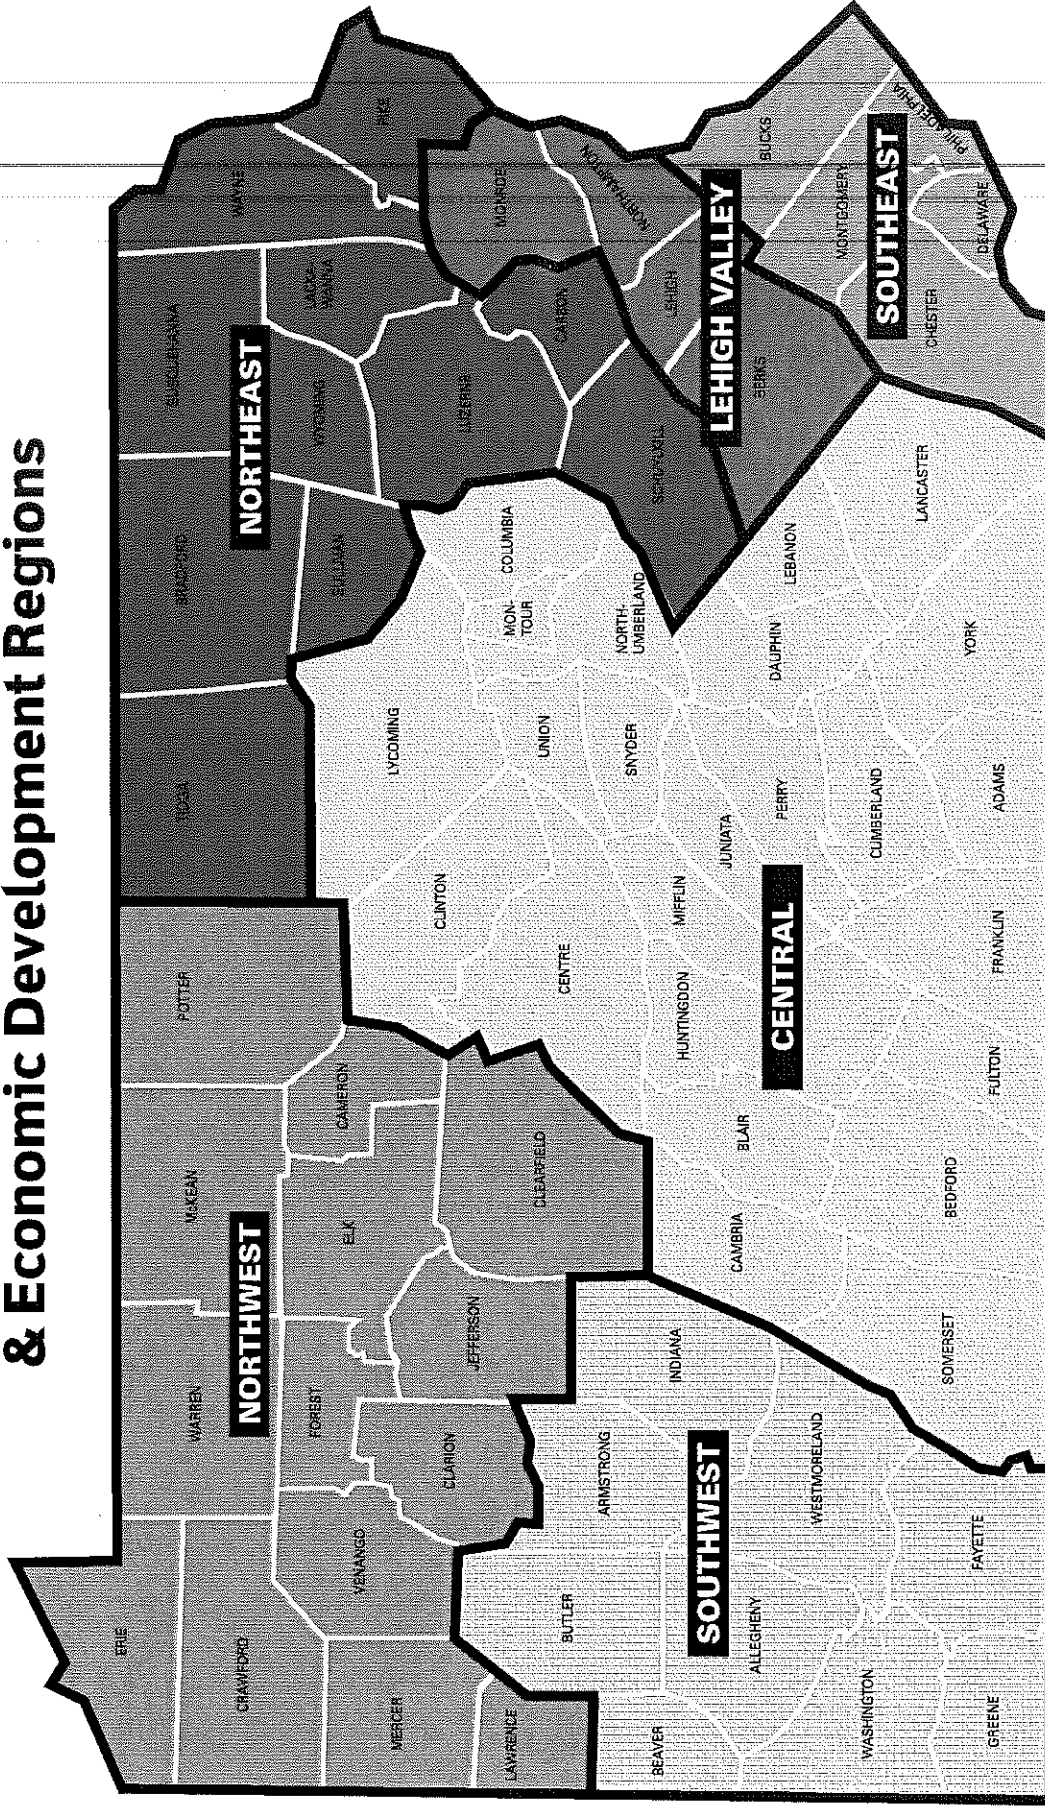 & Economic Development Regions
ERIE
CRAWFORD
MERCER
LAWRENCE
VENANGO
WARREN
FOREST
CLARION
NORTHWEST
McKEAN
ELK
JEFFERSON
CAMERON
CLEARFIELD
POTTER
TIOGA
BRADFORD
SULLIVAN
NORTHEAST
SUSQUEHANNA
WYOMING
LACKA-
WANNA
LUZERNE
WAYNE
PIKE
CARBON
SCHUYLKILL
MONROE
NORTHAMPTON
LEHIGH
LEHIGH VALLEY
BERKS
BUCKS
MONTGOMERY
SOUTHEAST
PHILADELPHIA
DELAWARE
CHESTER
LYCOMING
COLUMBIA
MON-
TOUR
NORTH-
UMBERLAND
UNION
SNYDER
CLINTON
CENTRE
MIFFLIN
JUNIATA
HUNTINGDON
PERRY
DAUPHIN
LEBANON
LANCASTER
YORK
CUMBERLAND
ADAMS
CENTRAL
FRANKLIN
FULTON
BLAIR
CAMBRIA
BEDFORD
SOMERSET
INDIANA
ARMSTRONG
BUTLER
SOUTHWEST
WESTMORELAND
ALLEGHENY
BEAVER
WASHINGTON
FAYETTE
GREENE